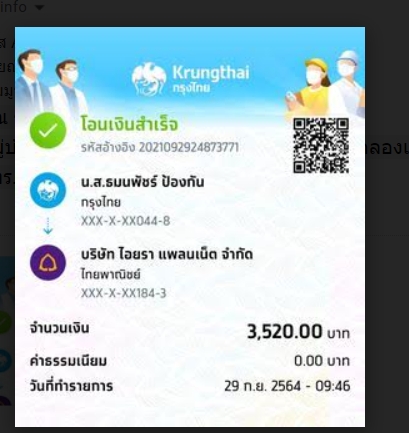 info
Krungthai
กรุงไทย
โอนเงินสำเร็จ
รหัสอ้างอิง 2021092924873771
น.ส.ธมนพัชร์ ป้องกัน
กรุงไทย
XXX-X-XX044-8
บริษัท ไอยรา แพลนเน็ต จำกัด
ไทยพาณิชย์
XXX-X-XX184-3
จำนวนเงิน 3,520.00 บาท
ค่าธรรมเนียม 0.00 บาท
วันที่ทำรายการ 29 ก.ย. 2564 - 09:46